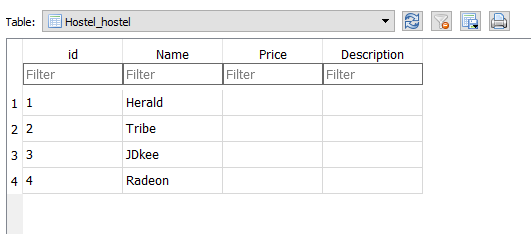 Table: Hostel_hostel
id Name Price Description
Filter Filter Filter Filter
1 1 Herald
2 2 Tribe
3 3 JDkee
4 4 Radeon